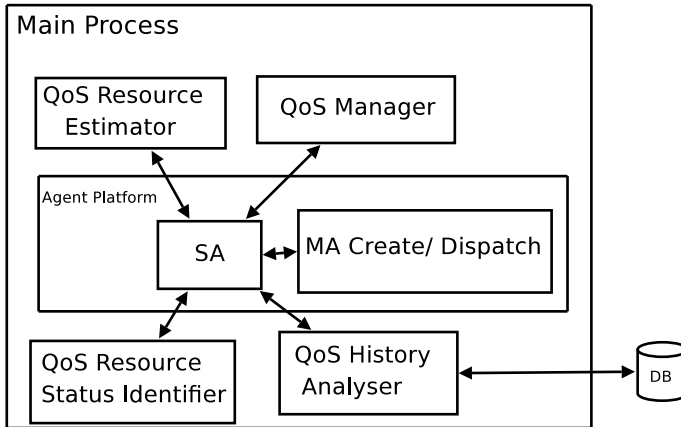 Main Process
QoS Resource
Estimator
QoS Manager
Agent Platform
SA
MA Create/ Dispatch
QoS Resource
Status Identifier
QoS History
Analyser
DB